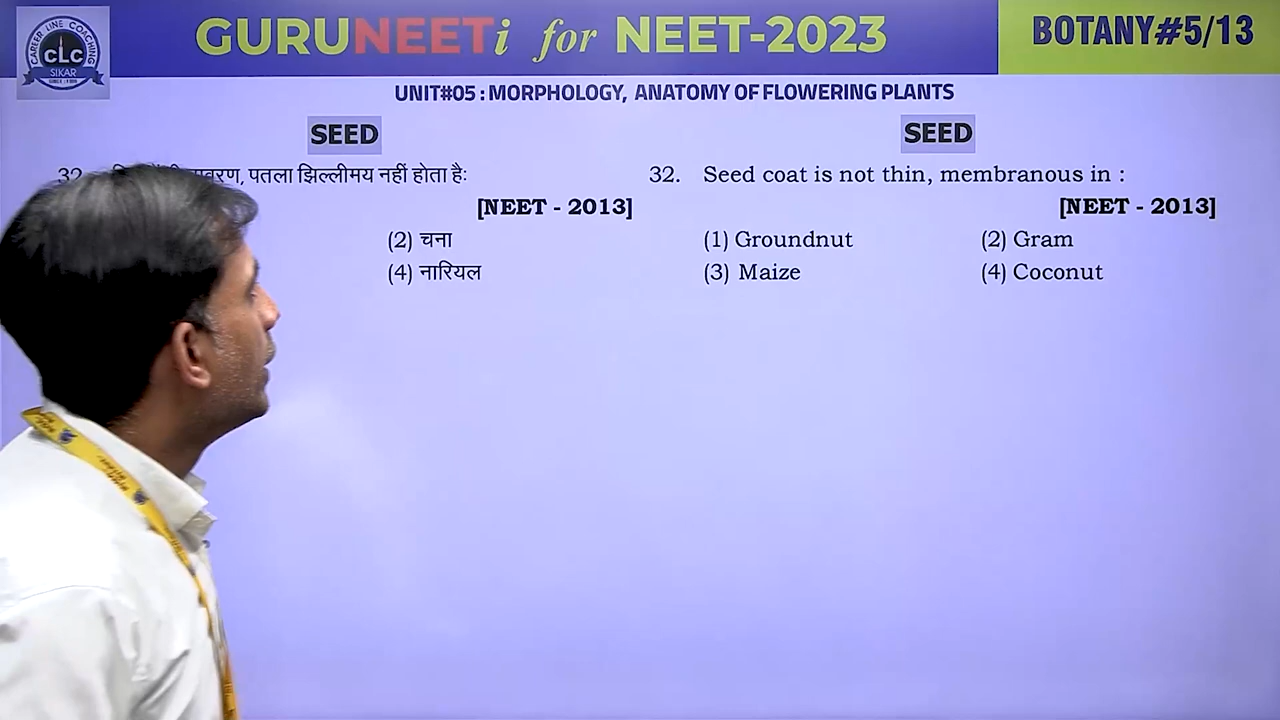 CAREER LINE COACHING
CLC
SIKAR
GURUNEETi for NEET-2023
BOTANY#5/13
UNIT#05 : MORPHOLOGY, ANATOMY OF FLOWERING PLANTS
SEED
32. पतला झिल्लीमय नहीं होता हैः
[NEET - 2013]
(2) चना
(4) नारियल
SEED
32. Seed coat is not thin, membranous in :
[NEET - 2013]
(1) Groundnut (2) Gram
(3) Maize (4) Coconut